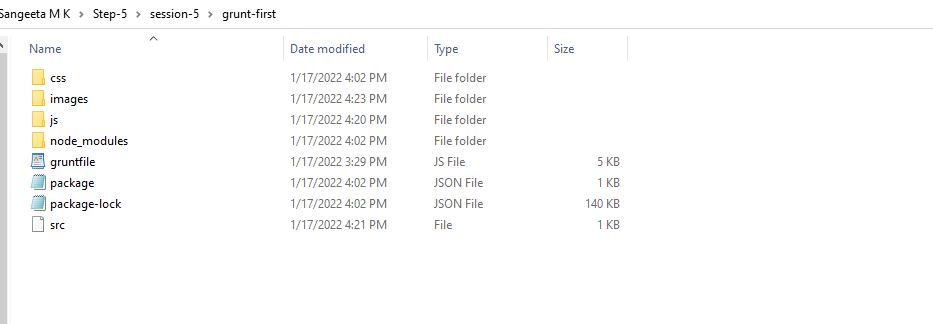 Sangeeta M K > Step-5 > session-5 > grunt-first
Name Date modified Type Size
css 1/17/2022 4:02 PM File folder
images 1/17/2022 4:23 PM File folder
js 1/17/2022 4:20 PM File folder
node_modules 1/17/2022 4:02 PM File folder
gruntfile 1/17/2022 3:29 PM JS File 5 KB
package 1/17/2022 4:02 PM JSON File 1 KB
package-lock 1/17/2022 4:02 PM JSON File 140 KB
src 1/17/2022 4:21 PM File 1 KB